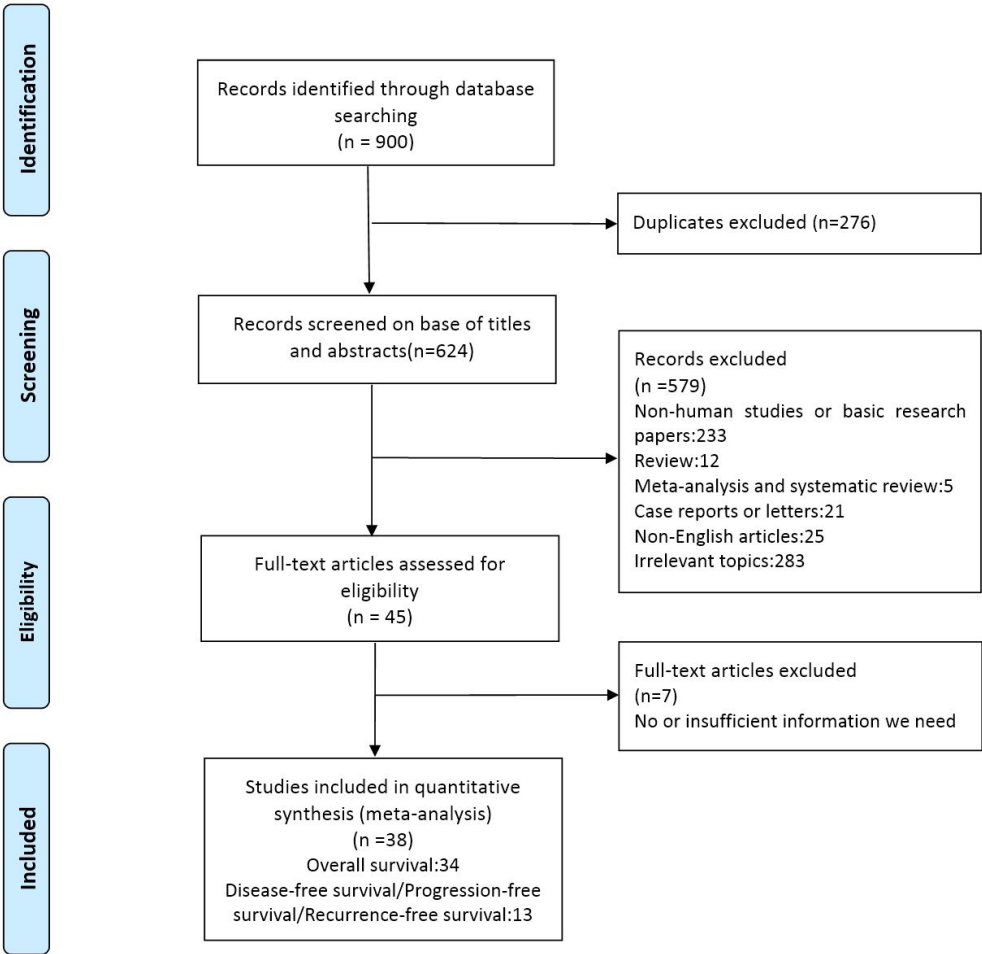 Identification
Records identified through database
searching
(n = 900)
Duplicates excluded (n=276)
Screening
Records screened on base of titles
and abstracts(n=624)
Records excluded
(n =579)
Non-human studies or basic research
papers:233
Review:12
Meta-analysis and systematic review:5
Case reports or letters:21
Non-English articles:25
Irrelevant topics:283
Eligibility
Full-text articles assessed for
eligibility
(n = 45)
Full-text articles excluded
(n=7)
No or insufficient information we need
Included
Studies included in quantitative
synthesis (meta-analysis)
(n =38)
Overall survival:34
Disease-free survival/Progression-free
survival/Recurrence-free survival:13